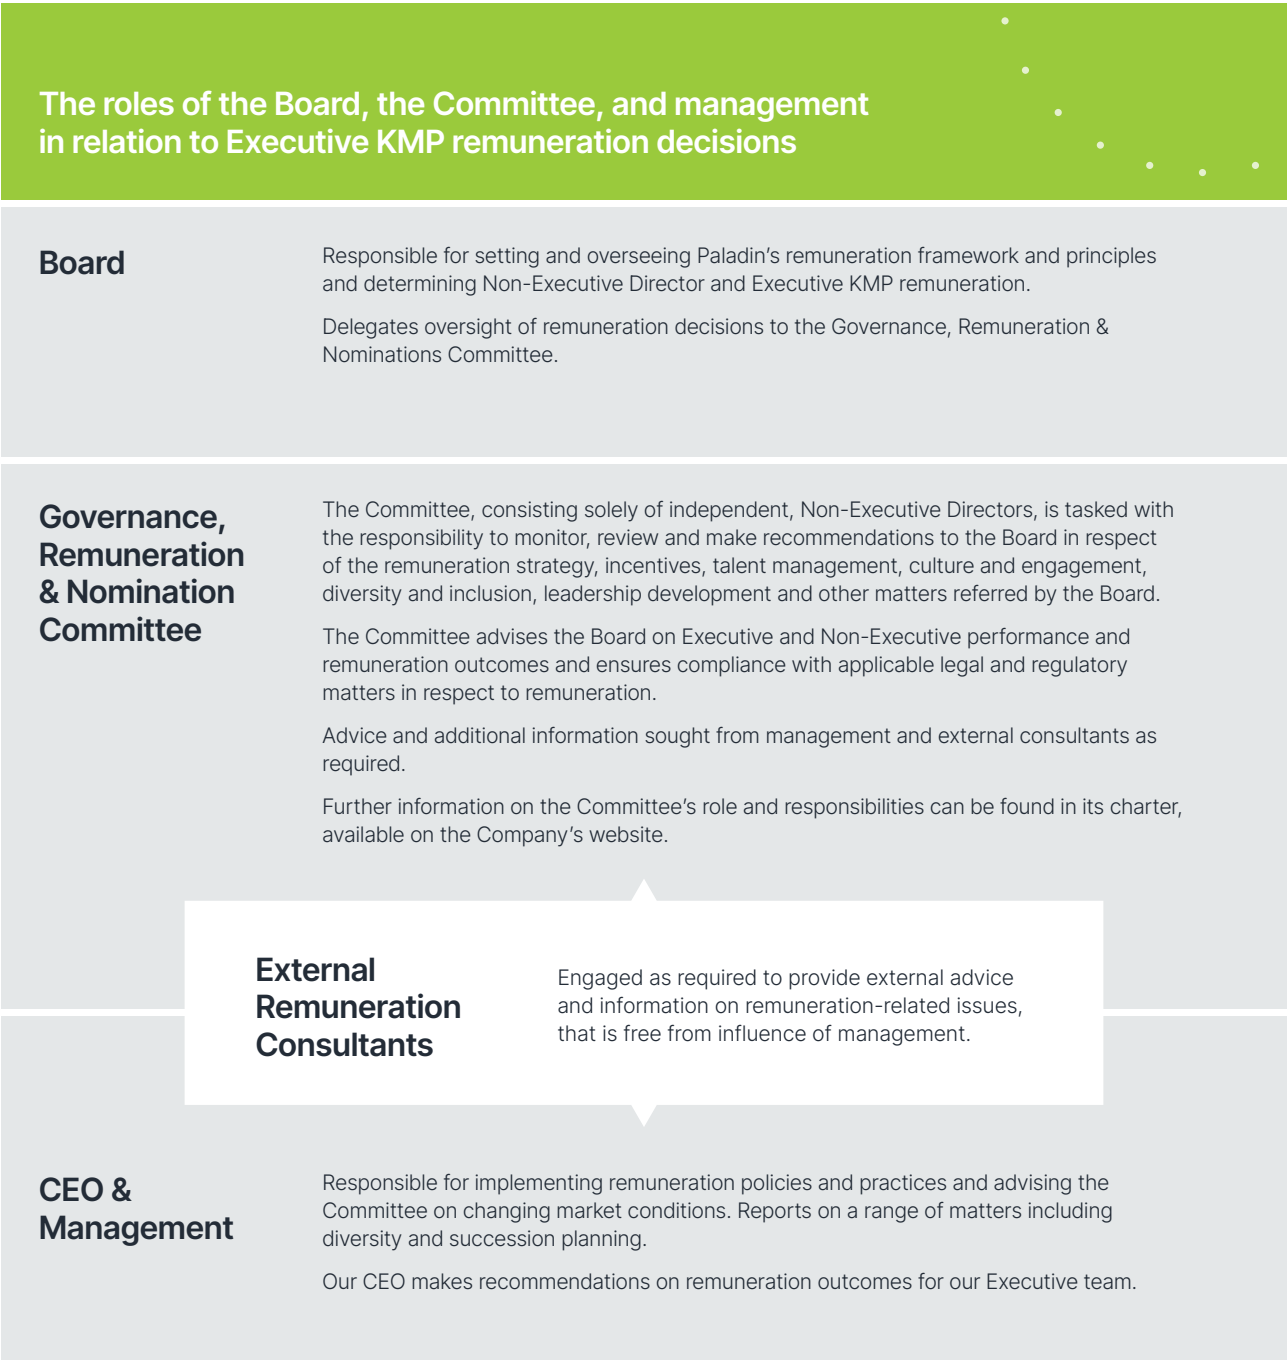 The roles of the Board, the Committee, and management
in relation to Executive KMP remuneration decisions
Board
Responsible for setting and overseeing Paladin’s remuneration framework and principles
and determining Non-Executive Director and Executive KMP remuneration.
Delegates oversight of remuneration decisions to the Governance, Remuneration &
Nominations Committee.
Governance,
Remuneration
& Nomination
Committee
The Committee, consisting solely of independent, Non-Executive Directors, is tasked with
the responsibility to monitor, review and make recommendations to the Board in respect
of the remuneration strategy, incentives, talent management, culture and engagement,
diversity and inclusion, leadership development and other matters referred by the Board.
The Committee advises the Board on Executive and Non-Executive performance and
remuneration outcomes and ensures compliance with applicable legal and regulatory
matters in respect to remuneration.
Advice and additional information sought from management and external consultants as
required.
Further information on the Committee’s role and responsibilities can be found in its charter,
available on the Company’s website.
External
Remuneration
Consultants
Engaged as required to provide external advice
and information on remuneration-related issues,
that is free from influence of management.
CEO &
Management
Responsible for implementing remuneration policies and practices and advising the
Committee on changing market conditions. Reports on a range of matters including
diversity and succession planning.
Our CEO makes recommendations on remuneration outcomes for our Executive team.